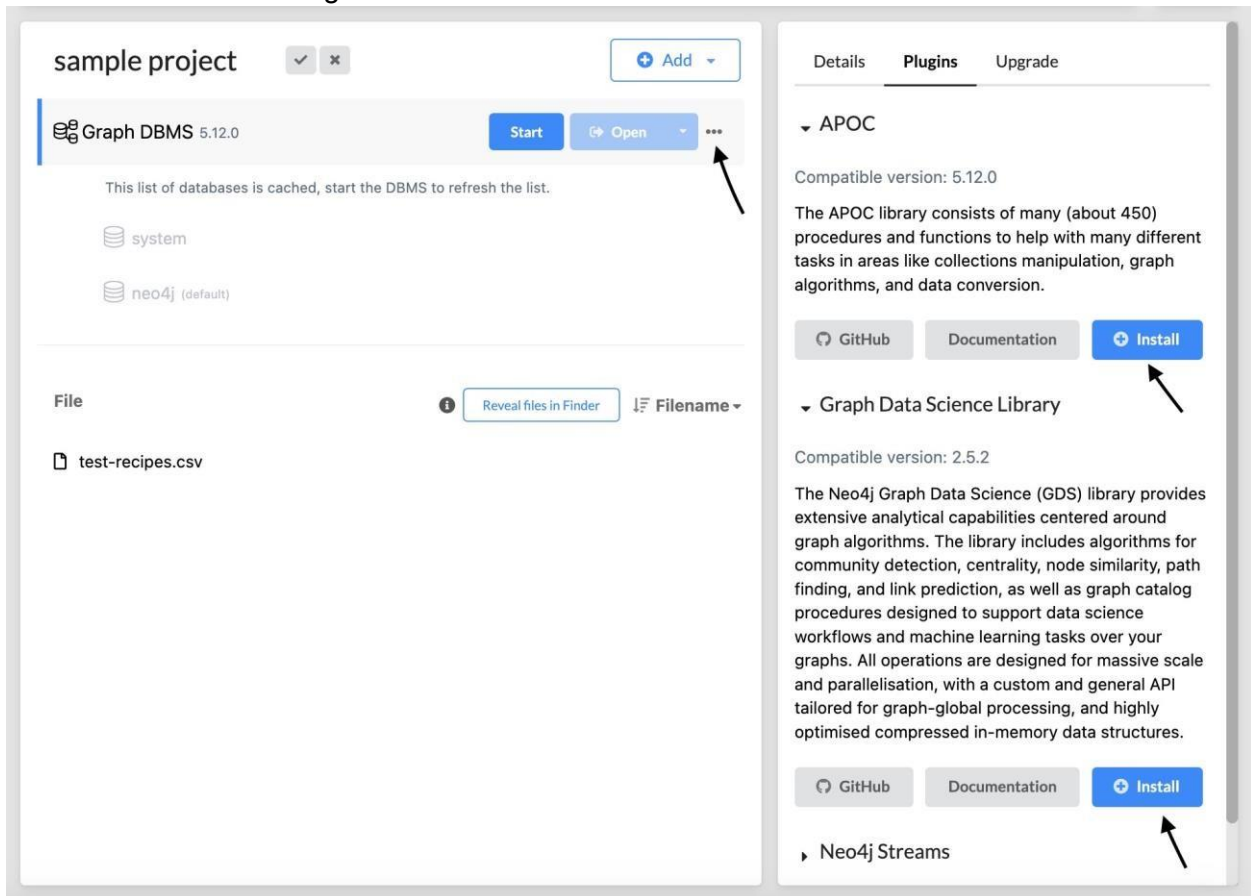 sample project
Add
Graph DBMS 5.12.0
Start
Open
This list of databases is cached, start the DBMS to refresh the list.
system
neo4j (default)
File
Reveal files in Finder
Filename
test-recipes.csv
Details Plugins Upgrade
APOC
Compatible version: 5.12.0
The APOC library consists of many (about 450)
procedures and functions to help with many different
tasks in areas like collections manipulation, graph
algorithms, and data conversion.
GitHub Documentation Install
Graph Data Science Library
Compatible version: 2.5.2
The Neo4j Graph Data Science (GDS) library provides
extensive analytical capabilities centered around
graph algorithms. The library includes algorithms for
community detection, centrality, node similarity, path
finding, and link prediction, as well as graph catalog
procedures designed to support data science
workflows and machine learning tasks over your
graphs. All operations are designed for massive scale
and parallelisation, with a custom and general API
tailored for graph-global processing, and highly
optimised compressed in-memory data structures.
GitHub Documentation Install
Neo4j Streams